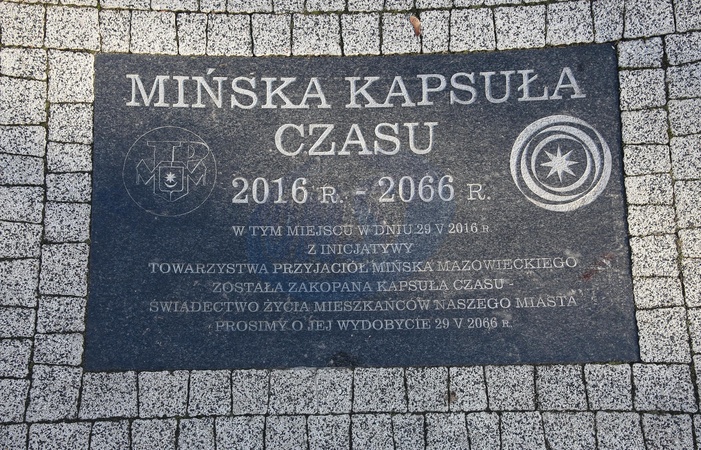 MIŃSKA KAPSUŁA
CZASU
2016 R. - 2066 R.
W TYM MIEJSCU W DNIU 29 V 2016 R.
Z INICJATYWY
TOWARZYSTWA PRZYJACIÓŁ MIŃSKA MAZOWIECKIEGO
ZOSTAŁA ZAKOPANA KAPSUŁA CZASU -
ŚWIADECTWO ŻYCIA MIESZKAŃCÓW NASZEGO MIASTA
PROSIMY O JEJ WYDOBYCIE 29 V 2066 R.